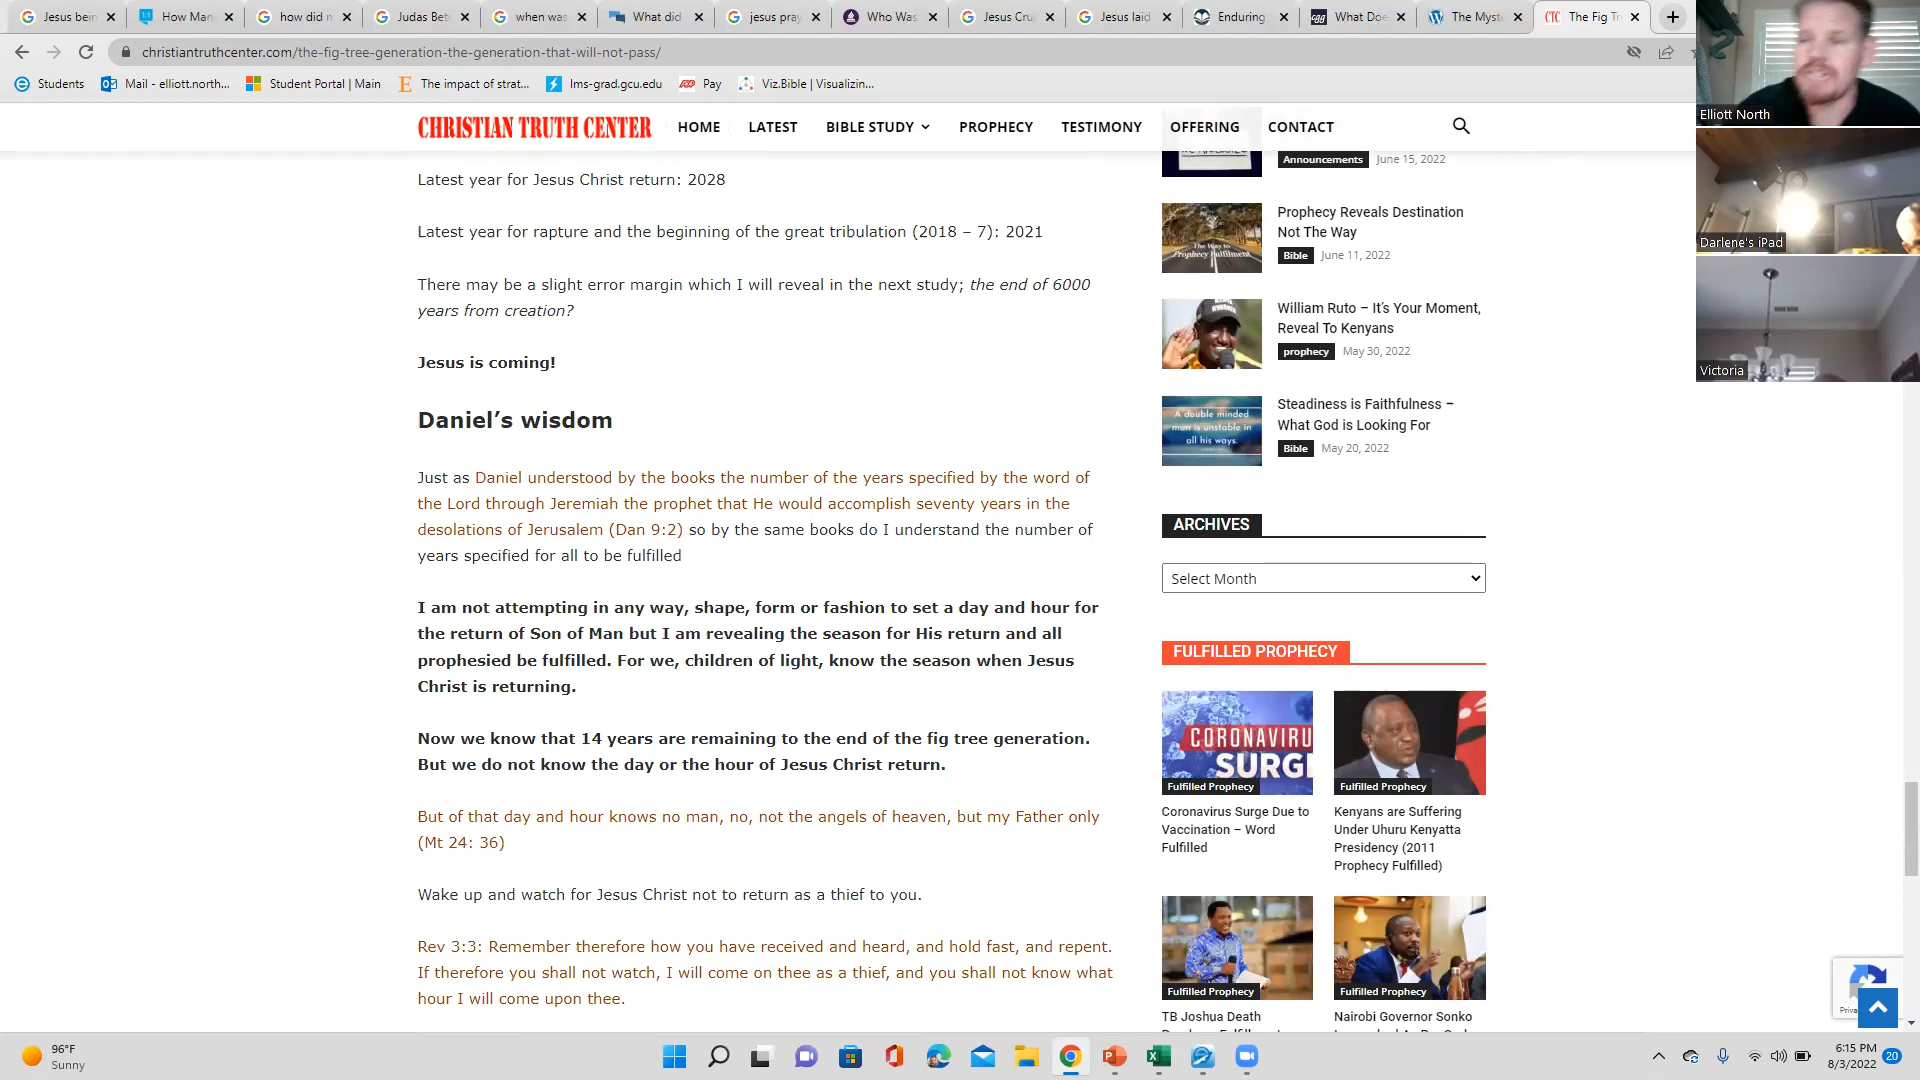 Jesus bein
How Man
how did n
Judas Bet
when was
What did
jesus pray
Who Was
Jesus Cru
Jesus laid
Enduring
What Doe
The Myst
The Fig Tr
christiantruthcenter.com/the-fig-tree-generation-the-generation-that-will-not-pass/
Students
Mail - elliott.north...
Student Portal | Main
The impact of strat...
lms-grad.gcu.edu
Pay
Viz.Bible | Visualizin...
CHRISTIAN TRUTH CENTER
HOME
LATEST
BIBLE STUDY
PROPHECY
TESTIMONY
OFFERING
CONTACT
Latest year for Jesus Christ return: 2028
Latest year for rapture and the beginning of the great tribulation (2018 – 7): 2021
There may be a slight error margin which I will reveal in the next study; the end of 6000
years from creation?
Jesus is coming!
Daniel’s wisdom
Just as Daniel understood by the books the number of the years specified by the word of
the Lord through Jeremiah the prophet that He would accomplish seventy years in the
desolations of Jerusalem (Dan 9:2) so by the same books do I understand the number of
years specified for all to be fulfilled
I am not attempting in any way, shape, form or fashion to set a day and hour for
the return of Son of Man but I am revealing the season for His return and all
prophesied be fulfilled. For we, children of light, know the season when Jesus
Christ is returning.
Now we know that 14 years are remaining to the end of the fig tree generation.
But we do not know the day or the hour of Jesus Christ return.
But of that day and hour knows no man, no, not the angels of heaven, but my Father only
(Mt 24: 36)
Wake up and watch for Jesus Christ not to return as a thief to you.
Rev 3:3: Remember therefore how you have received and heard, and hold fast, and repent.
If therefore you shall not watch, I will come on thee as a thief, and you shall not know what
hour I will come upon thee.
Announcements June 15, 2022
The Way to
Prophecy Fulfilment
Prophecy Reveals Destination
Not The Way
Bible June 11, 2022
William Ruto – It’s Your Moment,
Reveal To Kenyans
prophecy May 30, 2022
A double minded
man is unstable in
all his ways.
Steadiness is Faithfulness –
What God is Looking For
Bible May 20, 2022
ARCHIVES
Select Month
FULFILLED PROPHECY
CORONAVIRU
SURG
Fulfilled Prophecy
Coronavirus Surge Due to
Vaccination – Word
Fulfilled
Fulfilled Prophecy
Kenyans are Suffering
Under Uhuru Kenyatta
Presidency (2011
Prophecy Fulfilled)
Fulfilled Prophecy
TB Joshua Death
Fulfilled Prophecy
Nairobi Governor Sonko
Elliott North
Darlene's iPad
Victoria
96°F
Sunny
6:15 PM
8/3/2022
20